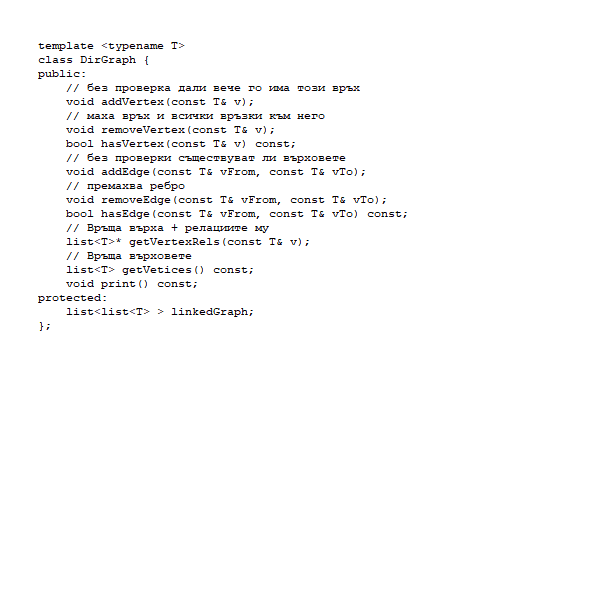 template <typename T>
class DirGraph {
public:
    // без проверка дали вече го има този връх
    void addVertex(const T& v);
    // маха връх и всички връзки към него
    void removeVertex(const T& v);
    bool hasVertex(const T& v) const;
    // без проверки съществуват ли върховете
    void addEdge(const T& vFrom, const T& vTo);
    // премахва ребро
    void removeEdge(const T& vFrom, const T& vTo);
    bool hasEdge(const T& vFrom, const T& vTo) const;
    // Връща върха + релациите му
    list<T>* getVertexRels(const T& v);
    // Връща върховете
    list<T> getVetices() const;
    void print() const;
protected:
    list<list<T> > linkedGraph;
};